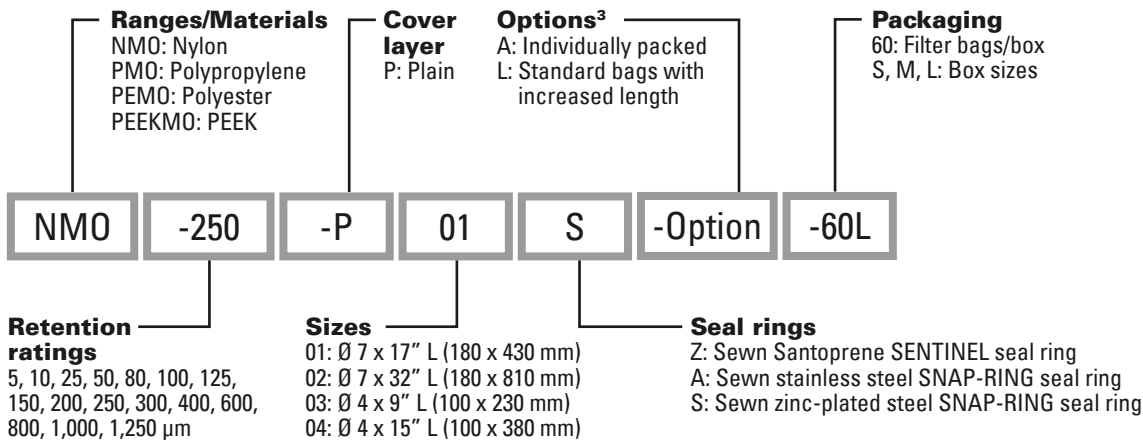 Ranges/Materials
NMO: Nylon
PMO: Polypropylene
PEMO: Polyester
PEEKMO: PEEK
Cover
layer
P: Plain
Options³
A: Individually packed
L: Standard bags with
increased length
Packaging
60: Filter bags/box
S, M, L: Box sizes
NMO -250 -P 01 S -Option -60L
Retention
ratings
5, 10, 25, 50, 80, 100, 125,
150, 200, 250, 300, 400, 600,
800, 1,000, 1,250 µm
Sizes
01: Ø 7 x 17” L (180 x 430 mm)
02: Ø 7 x 32” L (180 x 810 mm)
03: Ø 4 x 9” L (100 x 230 mm)
04: Ø 4 x 15” L (100 x 380 mm)
Seal rings
Z: Sewn Santoprene SENTINEL seal ring
A: Sewn stainless steel SNAP-RING seal ring
S: Sewn zinc-plated steel SNAP-RING seal ring